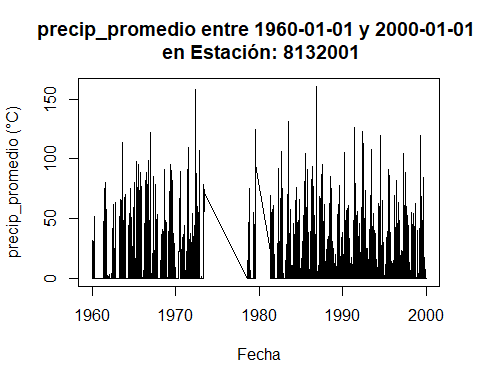 precip_promedio entre 1960-01-01 y 2000-01-01
en Estación: 8132001
precip_promedio (°C)
150
100
50
0
1960 1970 1980 1990 2000
Fecha